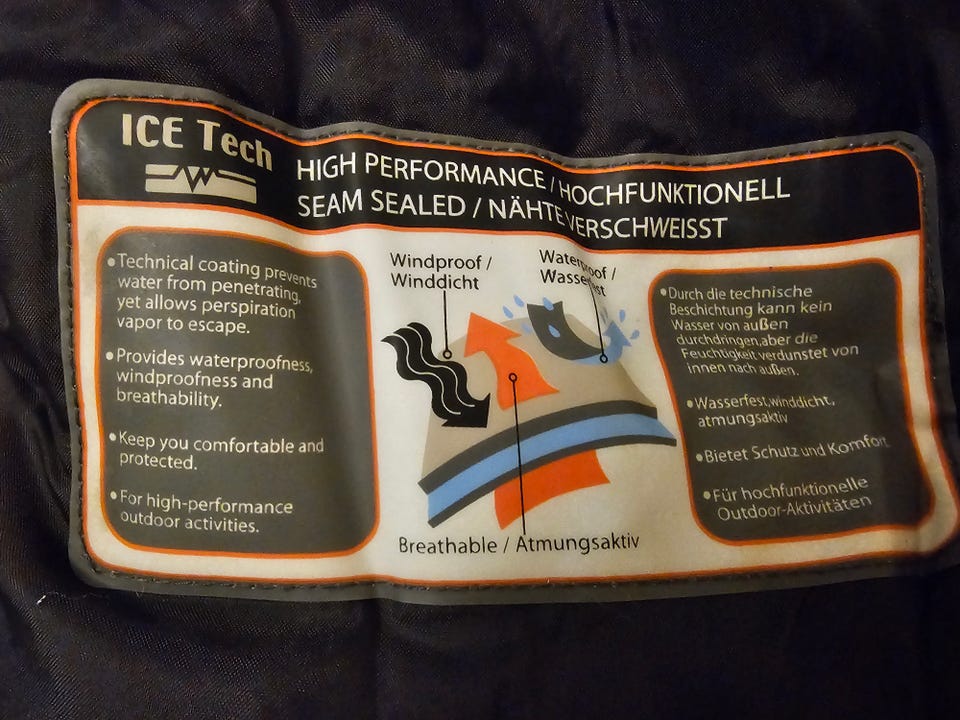 ICE Tech
HIGH PERFORMANCE / HOCHFUNKTIONELL
SEAM SEALED / NÄHTE VERSCHWEISST
•Technical coating prevents
water from penetrating,
yet allows perspiration
vapor to escape.
•Provides waterproofness,
windproofness and
breathability.
•Keep you comfortable and
protected.
•For high-performance
outdoor activities.
Windproof /
Winddicht
Waterproof /
Wasserfest
Breathable / Atmungsaktiv
•Durch die technische
Beschichtung kann kein
Wasser von außen
durchdringen,aber die
Feuchtigkeit verdunstet von
innen nach außen.
•Wasserfest,winddicht,
atmungsaktiv
•Bietet Schutz und Komfort
•Für hochfunktionelle
Outdoor-Aktivitäten